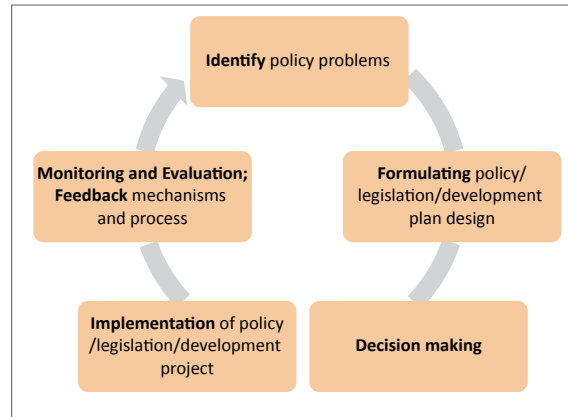 Identify policy problems
Formulating policy/
legislation/development
plan design
Decision making
Implementation of policy
/legislation/development
project
Monitoring and Evaluation;
Feedback mechanisms
and process